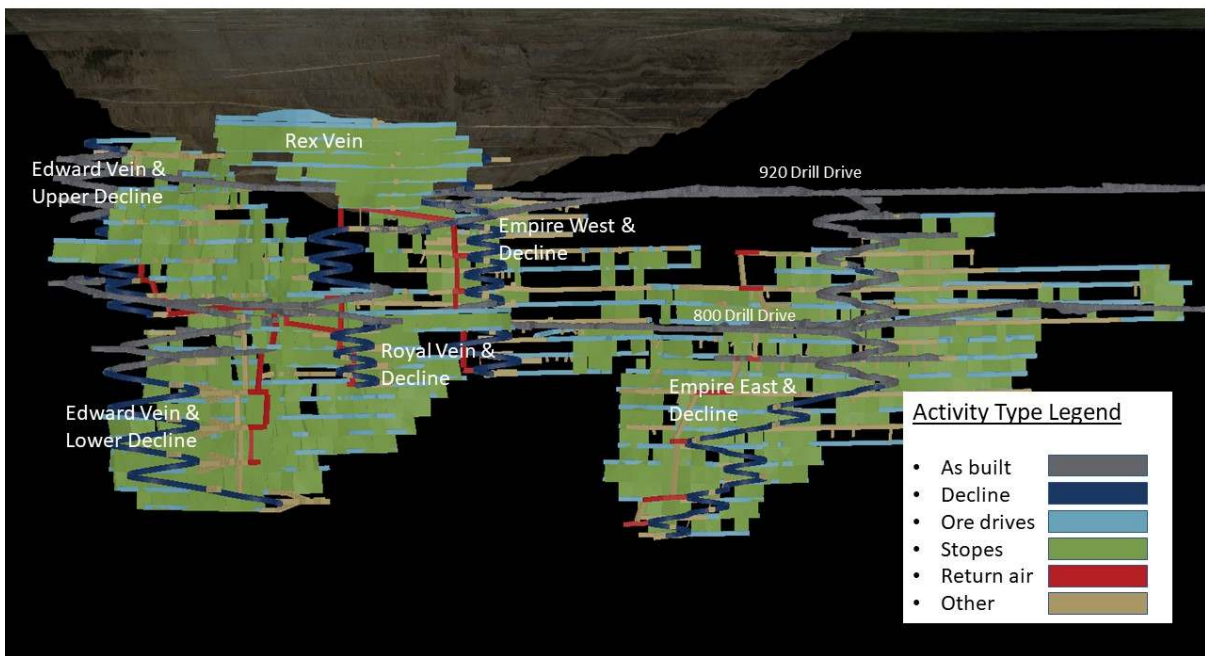 Rex Vein
Edward Vein &
Upper Decline
920 Drill Drive
Empire West &
Decline
800 Drill Drive
Royal Vein &
Decline
Empire East &
Decline
Edward Vein &
Lower Decline
Activity Type Legend
• As built
• Decline
• Ore drives
• Stopes
• Return air
• Other